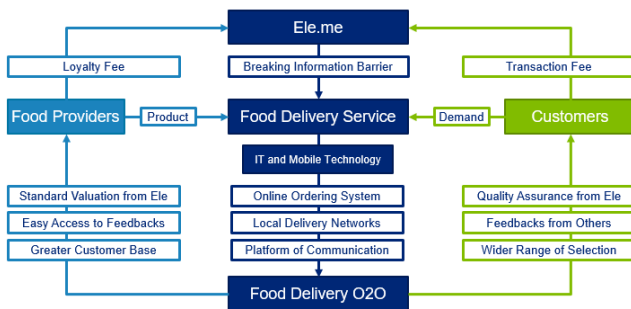 Ele.me
Loyalty Fee
Breaking Information Barrier
Transaction Fee
Food Providers
Product
Food Delivery Service
Demand
Customers
IT and Mobile Technology
Standard Valuation from Ele
Online Ordering System
Quality Assurance from Ele
Easy Access to Feedbacks
Local Delivery Networks
Feedbacks from Others
Greater Customer Base
Platform of Communication
Wider Range of Selection
Food Delivery O2O